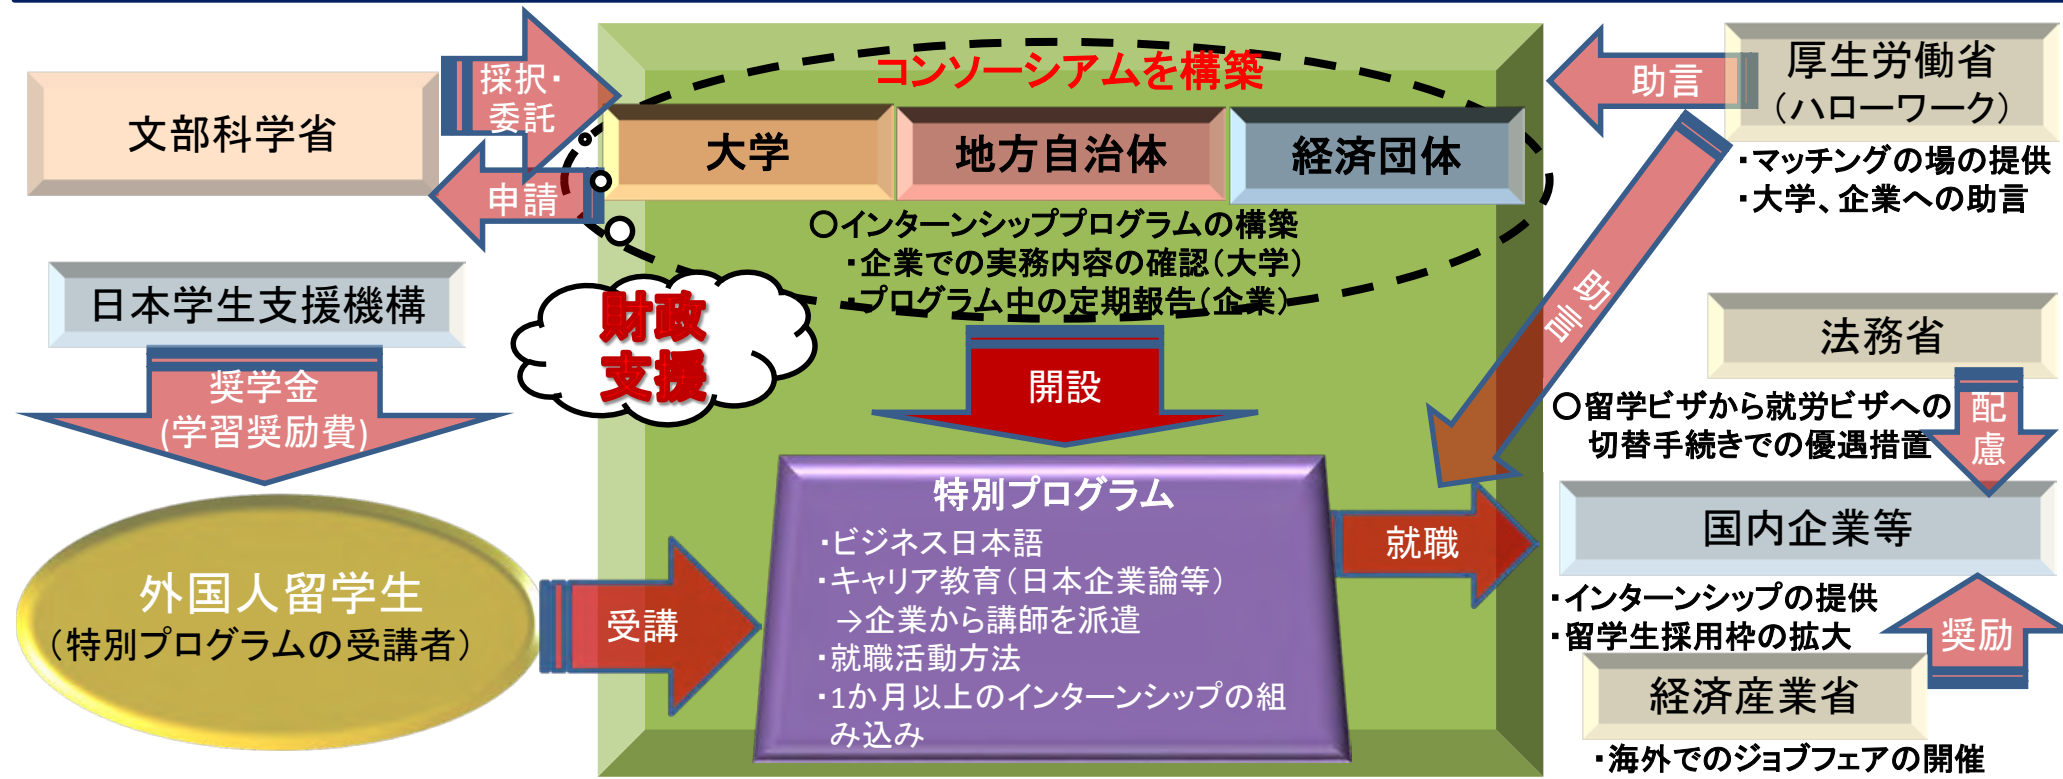 文部科学省
採択・
委託
申請
日本学生支援機構
奨学金
(学習奨励費)
外国人留学生
（特別プログラムの受講者）
受講
コンソーシアムを構築
大学
地方自治体
経済団体
○インターンシッププログラムの構築
・企業での実務内容の確認（大学）
・プログラム中の定期報告（企業）
財政
支援
開設
特別プログラム
・ビジネス日本語
・キャリア教育（日本企業論等）
→企業から講師を派遣
・就職活動方法
・1か月以上のインターンシップの組
み込み
就職
助言
厚生労働省
（ハローワーク）
・マッチングの場の提供
・大学、企業への助言
助言
法務省
○留学ビザから就労ビザへの
切替手続きでの優遇措置
配慮
国内企業等
・インターンシップの提供
・留学生採用枠の拡大
奨励
経済産業省
・海外でのジョブフェアの開催